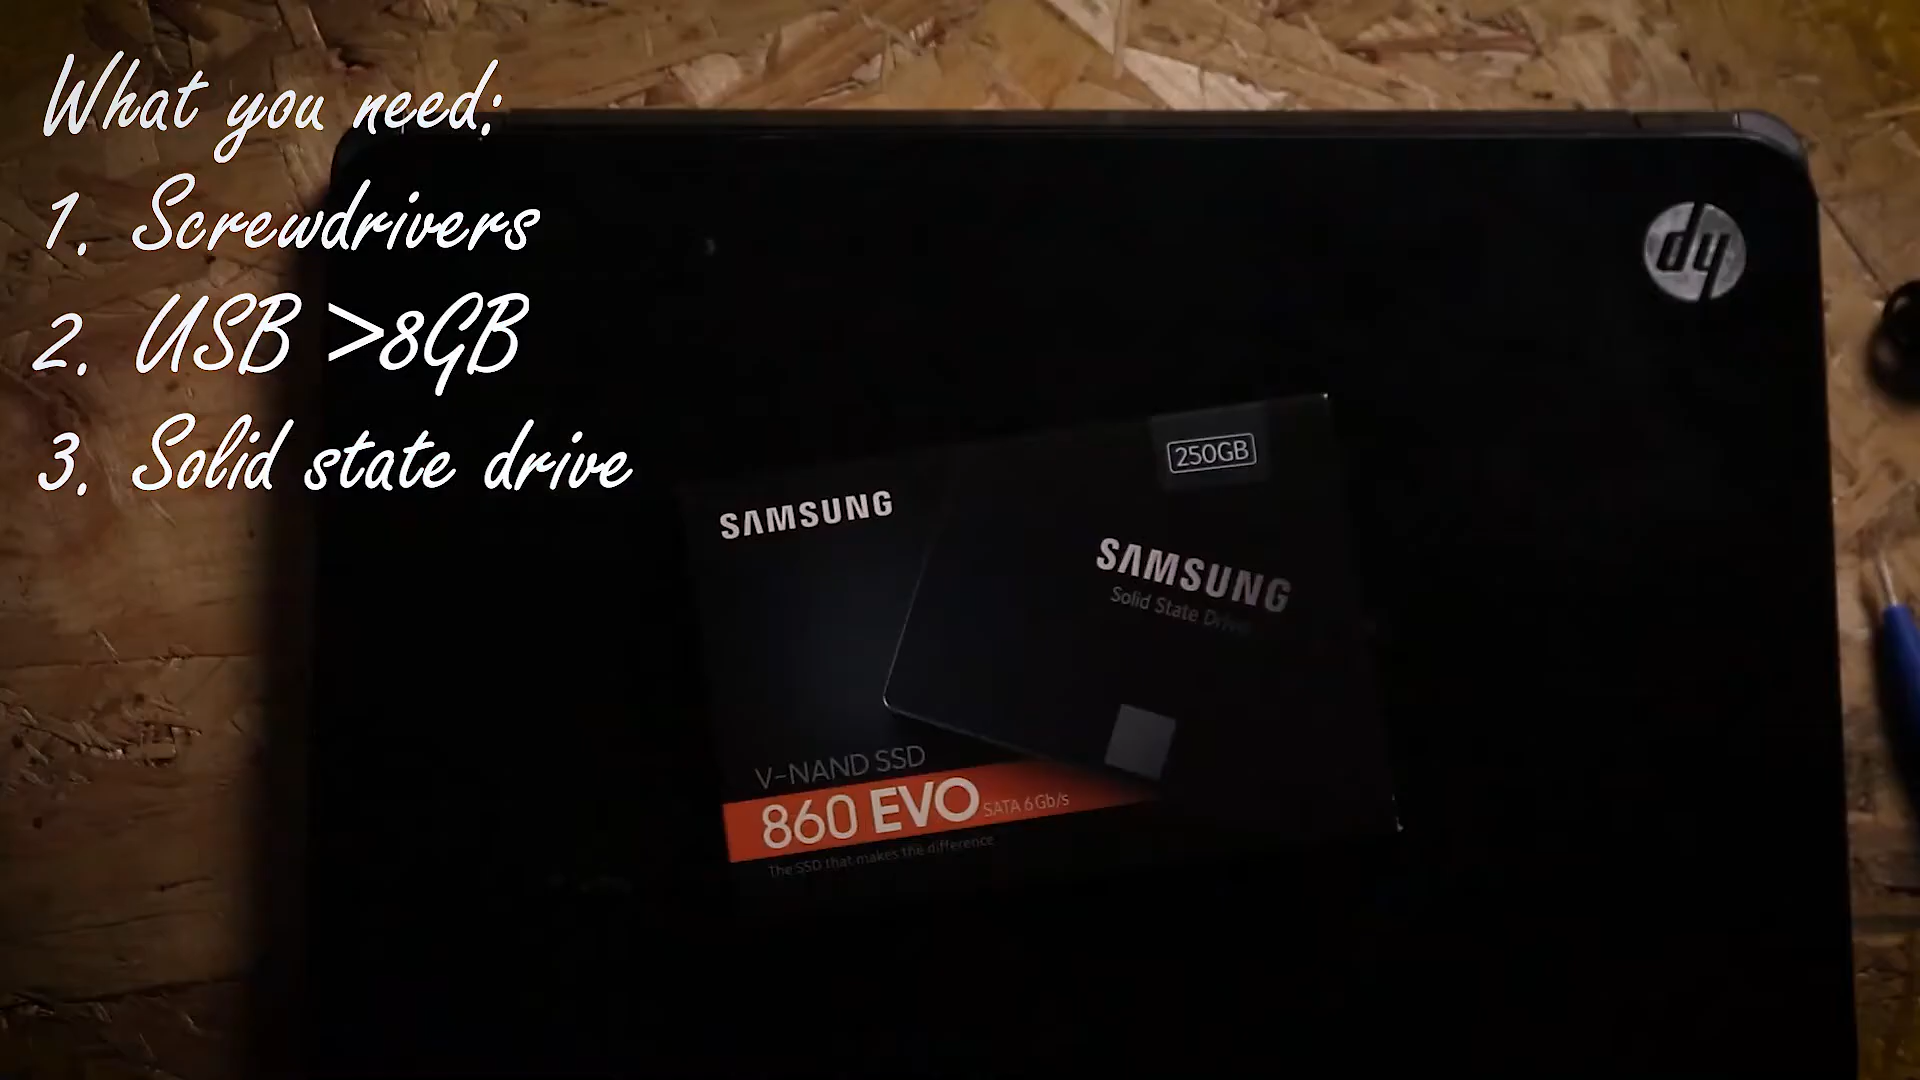 What you need:
1. Screwdrivers
2. USB >8GB
3. Solid state drive
hp
250GB
SAMSUNG
SAMSUNG
Solid State Drive
V-NAND SSD
860 EVO SATA 6Gb/s
The SSD that makes the difference